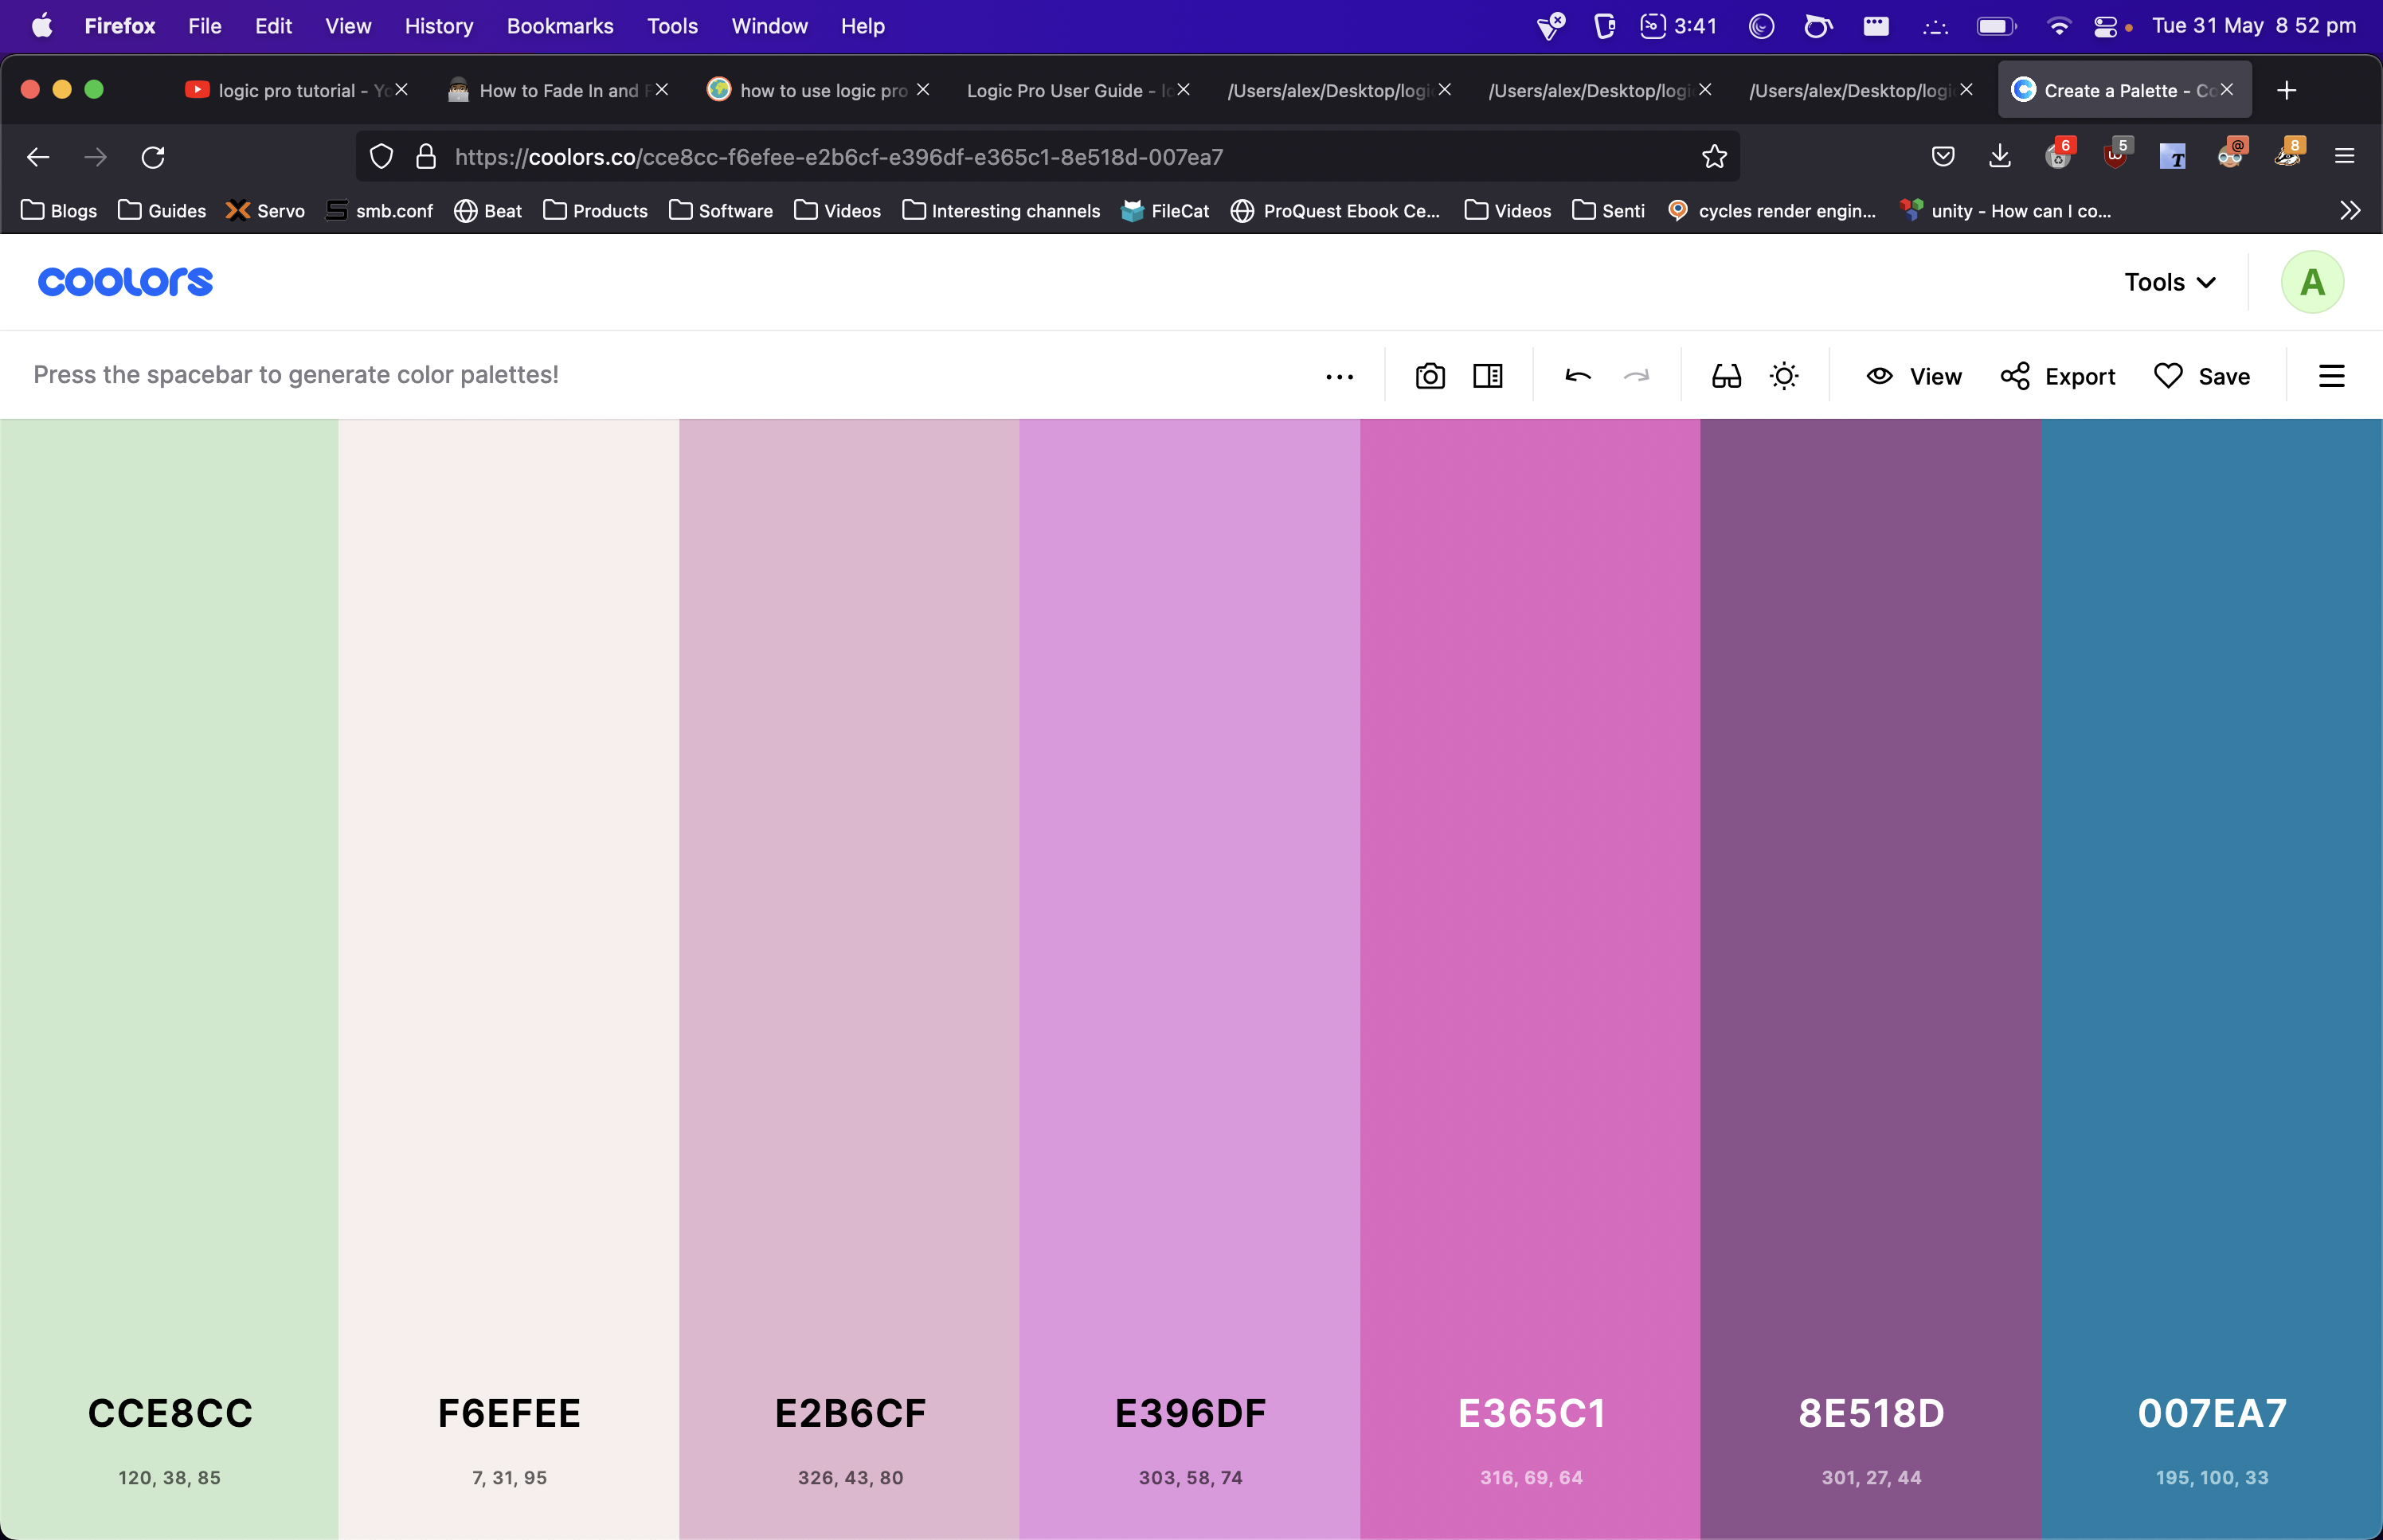 Firefox File Edit View History Bookmarks Tools Window Help 3:41 Tue 31 May 8 52 pm
logic pro tutorial - Yo How to Fade In and F how to use logic pro Logic Pro User Guide - lo /Users/alex/Desktop/logi /Users/alex/Desktop/logi /Users/alex/Desktop/logi Create a Palette - Co
https://coolors.co/cce8cc-f6efee-e2b6cf-e396df-e365c1-8e518d-007ea7 6 5 T @ 8
Blogs Guides Servo smb.conf Beat Products Software Videos Interesting channels FileCat ProQuest Ebook Ce... Videos Senti cycles render engin... unity - How can I co...
coolors Tools A
Press the spacebar to generate color palettes! View Export Save
CCE8CC F6EFEE E2B6CF E396DF E365C1 8E518D 007EA7
120, 38, 85 7, 31, 95 326, 43, 80 303, 58, 74 316, 69, 64 301, 27, 44 195, 100, 33